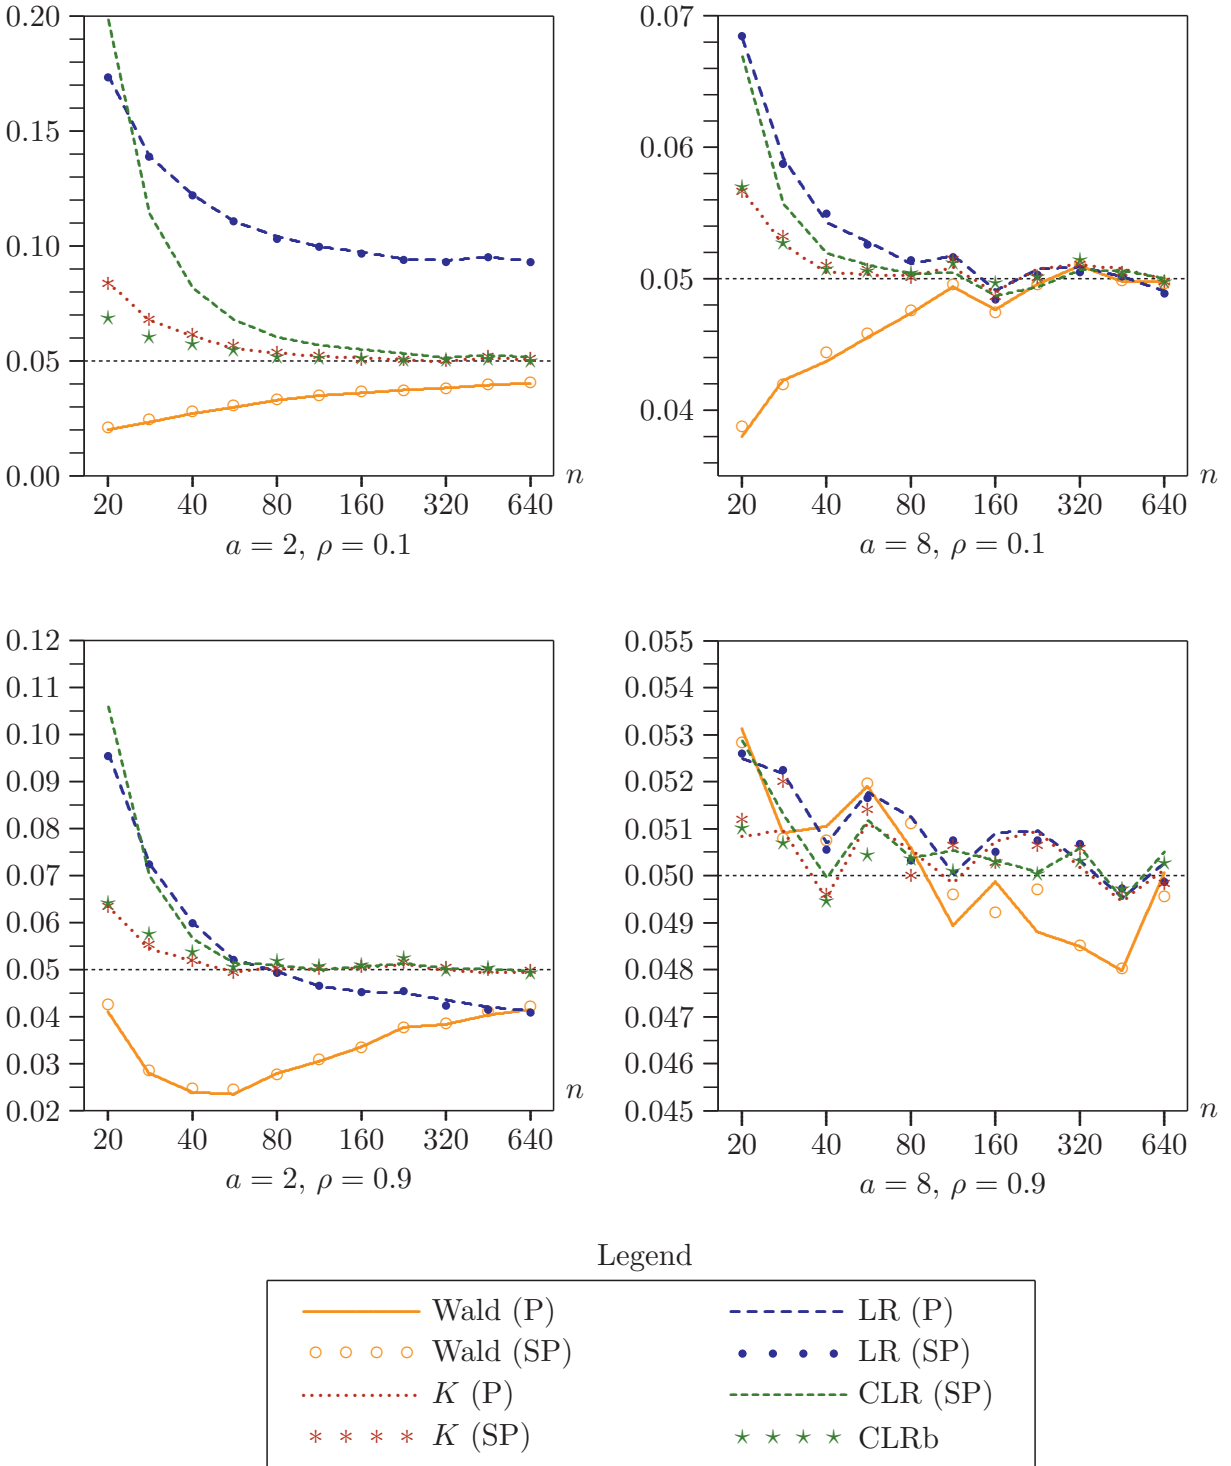 0.20
0.15
0.10
0.05
0.00
n
20 40 80 160 320 640
a = 2, ρ = 0.1
0.07
0.06
0.05
0.04
n
20 40 80 160 320 640
a = 8, ρ = 0.1
0.12
0.11
0.10
0.09
0.08
0.07
0.06
0.05
0.04
0.03
0.02
n
20 40 80 160 320 640
a = 2, ρ = 0.9
0.055
0.054
0.053
0.052
0.051
0.050
0.049
0.048
0.047
0.046
0.045
n
20 40 80 160 320 640
a = 8, ρ = 0.9
Legend
Wald (P)
Wald (SP)
K (P)
K (SP)
LR (P)
LR (SP)
CLR (SP)
CLRb